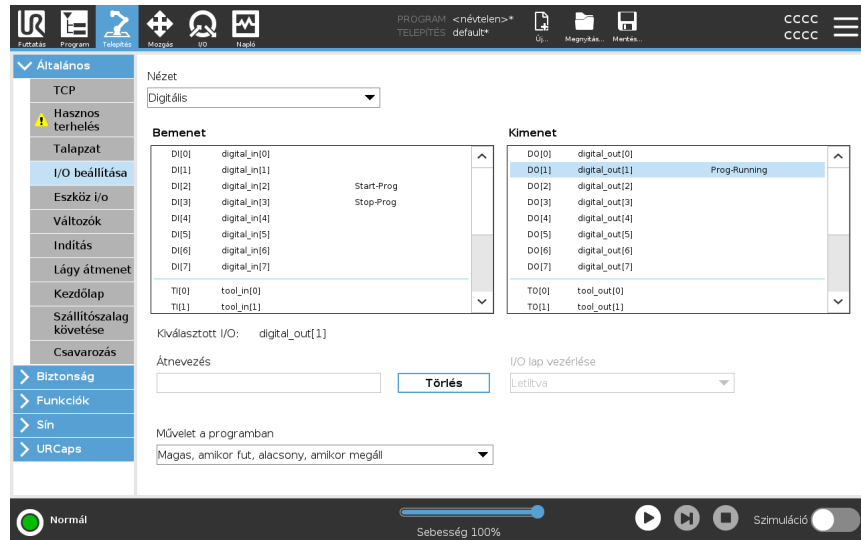 UR
Futtatás Program Telepítés Mozgás I/O Napló
PROGRAM <névtelen>*
TELEPÍTÉS default*
Új... Megnyitás... Mentés...
cccc
cccc
Általános
TCP
Hasznos
terhelés
Talapzat
I/O beállítása
Eszköz i/o
Változók
Indítás
Lágy átmenet
Kezdőlap
Szállítószalag
követése
Csavarozás
Biztonság
Funkciók
Sín
URCaps
Nézet
Digitális
Bemenet
DI[0] digital_in[0]
DI[1] digital_in[1]
DI[2] digital_in[2] Start-Prog
DI[3] digital_in[3] Stop-Prog
DI[4] digital_in[4]
DI[5] digital_in[5]
DI[6] digital_in[6]
DI[7] digital_in[7]
TI[0] tool_in[0]
TI[1] tool_in[1]
Kimenet
DO[0] digital_out[0]
DO[1] digital_out[1] Prog-Running
DO[2] digital_out[2]
DO[3] digital_out[3]
DO[4] digital_out[4]
DO[5] digital_out[5]
DO[6] digital_out[6]
DO[7] digital_out[7]
TO[0] tool_out[0]
TO[1] tool_out[1]
Kiválasztott I/O: digital_out[1]
Átnevezés
Törlés
I/O lap vezérlése
Letiltva
Művelet a programban
Magas, amikor fut, alacsony, amikor megáll
Normál
Sebesség 100%
Szimuláció